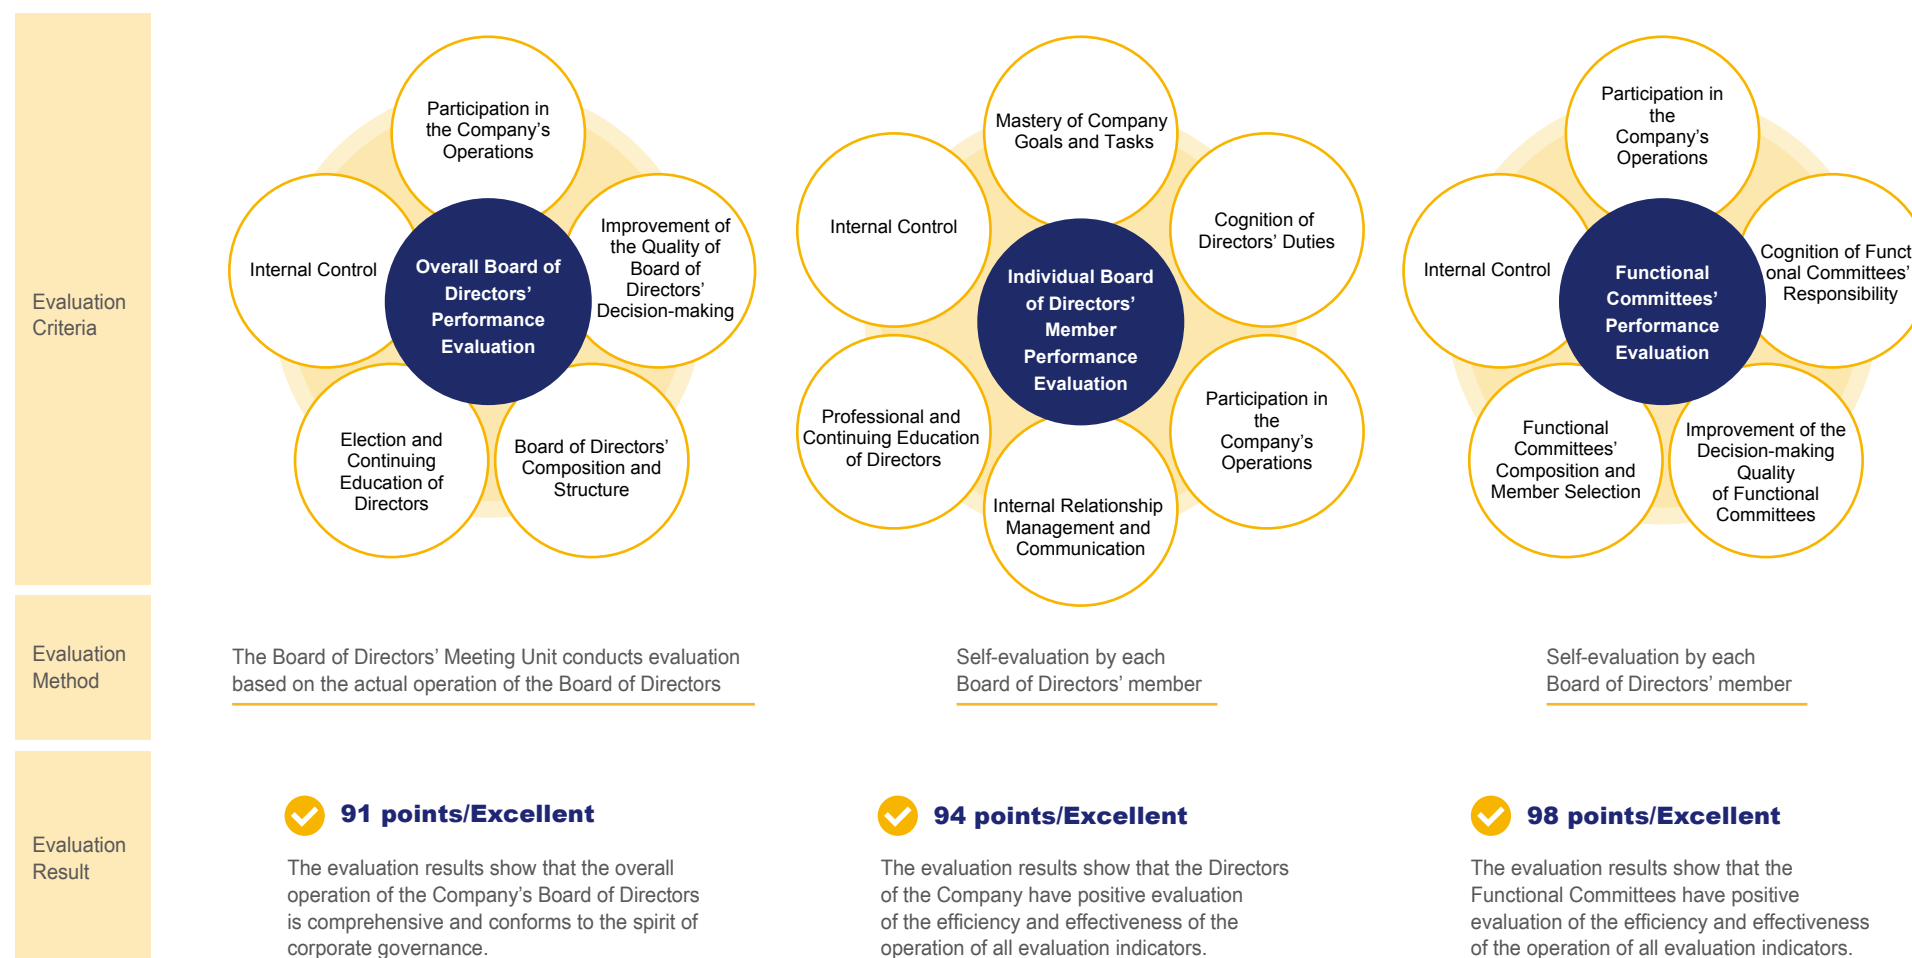 Evaluation
Criteria
Participation in
the Company’s
Operations
Internal Control
Improvement of
the Quality of
Board of
Directors’
Decision-making
Overall Board of
Directors’
Performance
Evaluation
Election and
Continuing
Education of
Directors
Board of Directors’
Composition and
Structure
Mastery of Company
Goals and Tasks
Internal Control
Cognition of
Directors’ Duties
Individual Board
of Directors’
Member
Performance
Evaluation
Professional and
Continuing Education
of Directors
Participation in
the
Company’s
Operations
Internal Relationship
Management and
Communication
Participation in
the
Company’s
Operations
Internal Control
Cognition of Funct
onal Committees’
Responsibility
Functional
Committees’
Performance
Evaluation
Functional
Committees’
Composition and
Member Selection
Improvement of the
Decision-making
Quality
of Functional
Committees
Evaluation
Method
The Board of Directors’ Meeting Unit conducts evaluation
based on the actual operation of the Board of Directors
Self-evaluation by each
Board of Directors’ member
Self-evaluation by each
Board of Directors’ member
Evaluation
Result
91 points/Excellent
The evaluation results show that the overall
operation of the Company’s Board of Directors
is comprehensive and conforms to the spirit of
corporate governance.
94 points/Excellent
The evaluation results show that the Directors
of the Company have positive evaluation
of the efficiency and effectiveness of the
operation of all evaluation indicators.
98 points/Excellent
The evaluation results show that the
Functional Committees have positive
evaluation of the efficiency and effectiveness
of the operation of all evaluation indicators.